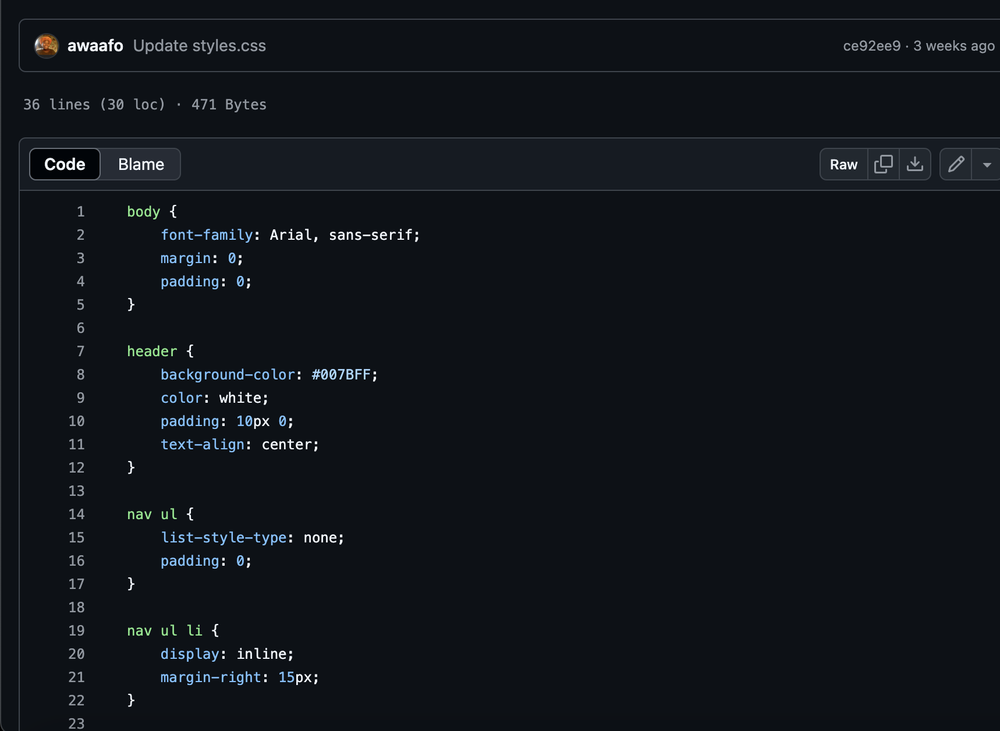 awaafo Update styles.css ce92ee9 · 3 weeks ago
36 lines (30 loc) · 471 Bytes
Code Blame Raw
1 body {
2     font-family: Arial, sans-serif;
3     margin: 0;
4     padding: 0;
5 }
6
7 header {
8     background-color: #007BFF;
9     color: white;
10     padding: 10px 0;
11     text-align: center;
12 }
13
14 nav ul {
15     list-style-type: none;
16     padding: 0;
17 }
18
19 nav ul li {
20     display: inline;
21     margin-right: 15px;
22 }
23